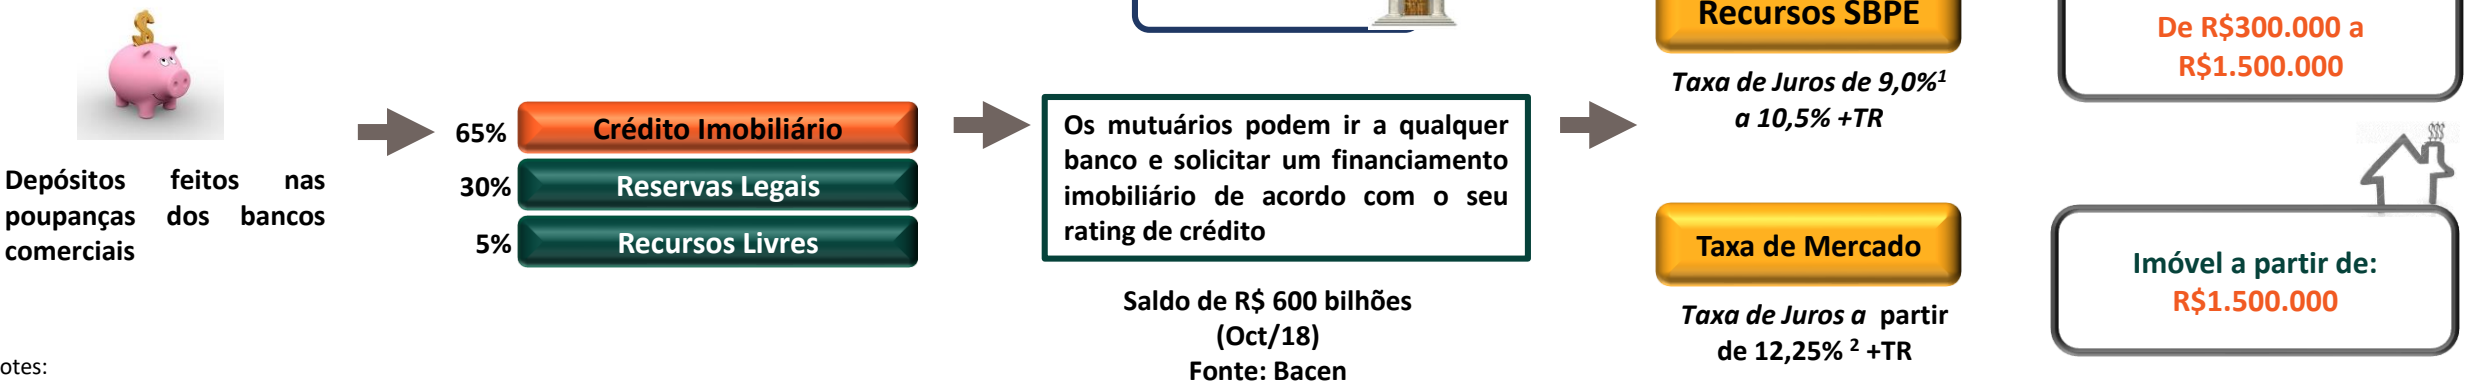 Depósitos feitos nas
poupanças dos bancos
comerciais
65%
Crédito Imobiliário
30%
Reservas Legais
5%
Recursos Livres
Os mutuários podem ir a qualquer
banco e solicitar um financiamento
imobiliário de acordo com o seu
rating de crédito
Saldo de R$ 600 bilhões
(Oct/18)
Fonte: Bacen
Recursos SBPE
Taxa de Juros de 9,0%¹
a 10,5% +TR
De R$300.000 a
R$1.500.000
Taxa de Mercado
Taxa de Juros a partir
de 12,25% ² +TR
Imóvel a partir de:
R$1.500.000
otes: